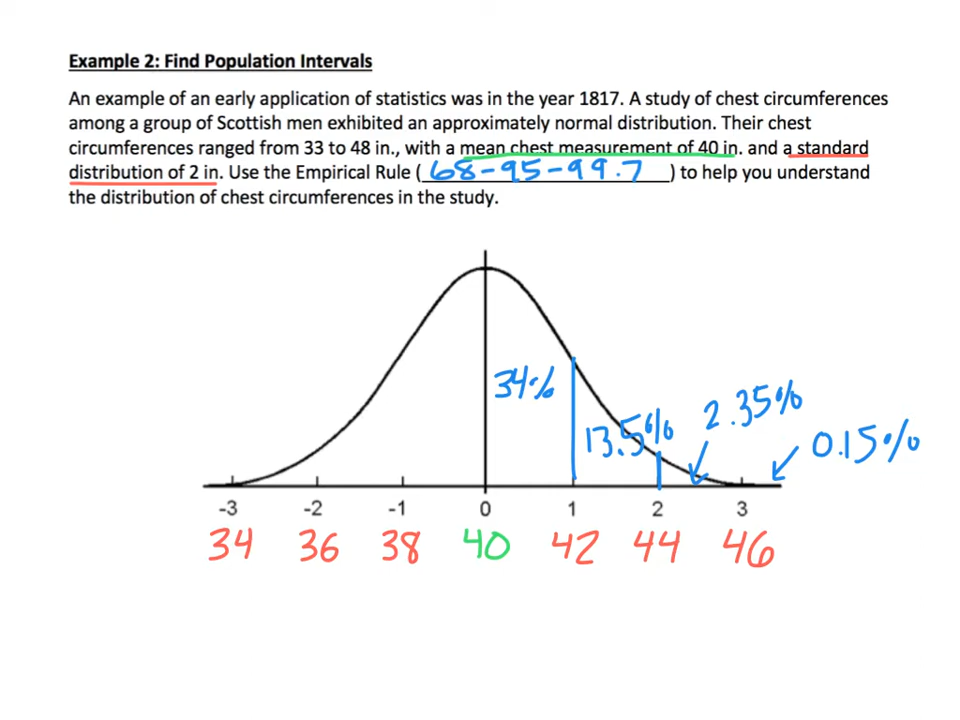 Example 2: Find Population Intervals
An example of an early application of statistics was in the year 1817. A study of chest circumferences
among a group of Scottish men exhibited an approximately normal distribution. Their chest
circumferences ranged from 33 to 48 in., with a mean chest measurement of 40 in. and a standard
distribution of 2 in. Use the Empirical Rule ( 68-95-99.7 ) to help you understand
the distribution of chest circumferences in the study.
34%
13.5%
2.35%
0.15%
-3 -2 -1 0 1 2 3
34 36 38 40 42 44 46